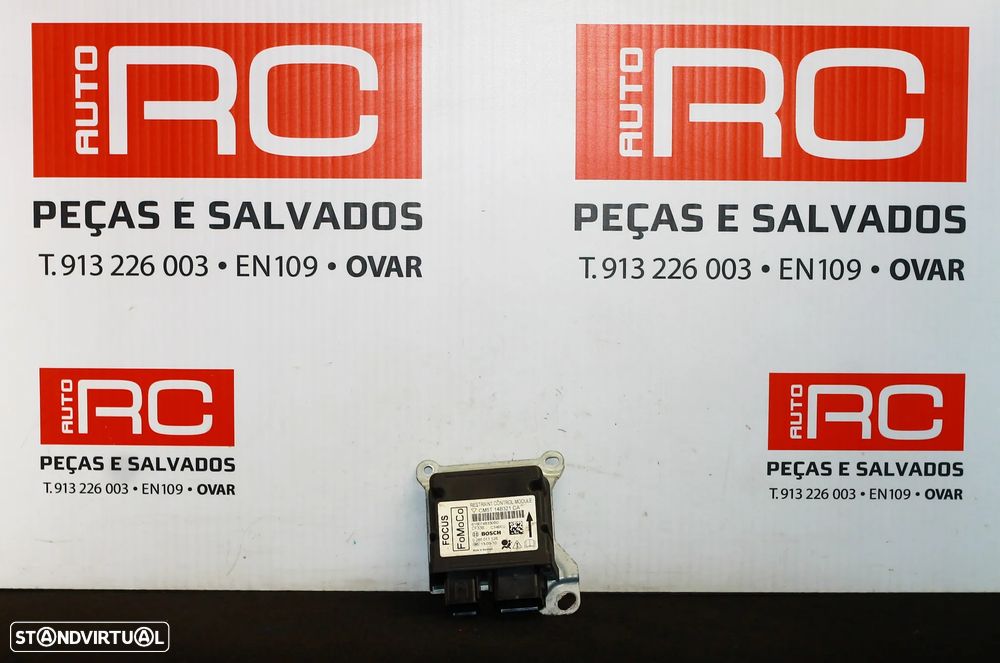 AUTO RC
PEÇAS E SALVADOS
T. 913 226 003 • EN109 • OVAR
AUTO RC
PEÇAS E SALVADOS
T. 913 226 003 • EN109 • OVAR
AUTO RC
PEÇAS E SALVADOS
T. 913 226 003 • EN109 • OVAR
AUTO RC
PEÇAS E SALVADOS
T. 913 226 003 • EN109 • OVAR
FOCUS
FoMoCo
RESTRAINT CONTROL MODULE
BOSCH
STANDVIRTUAL